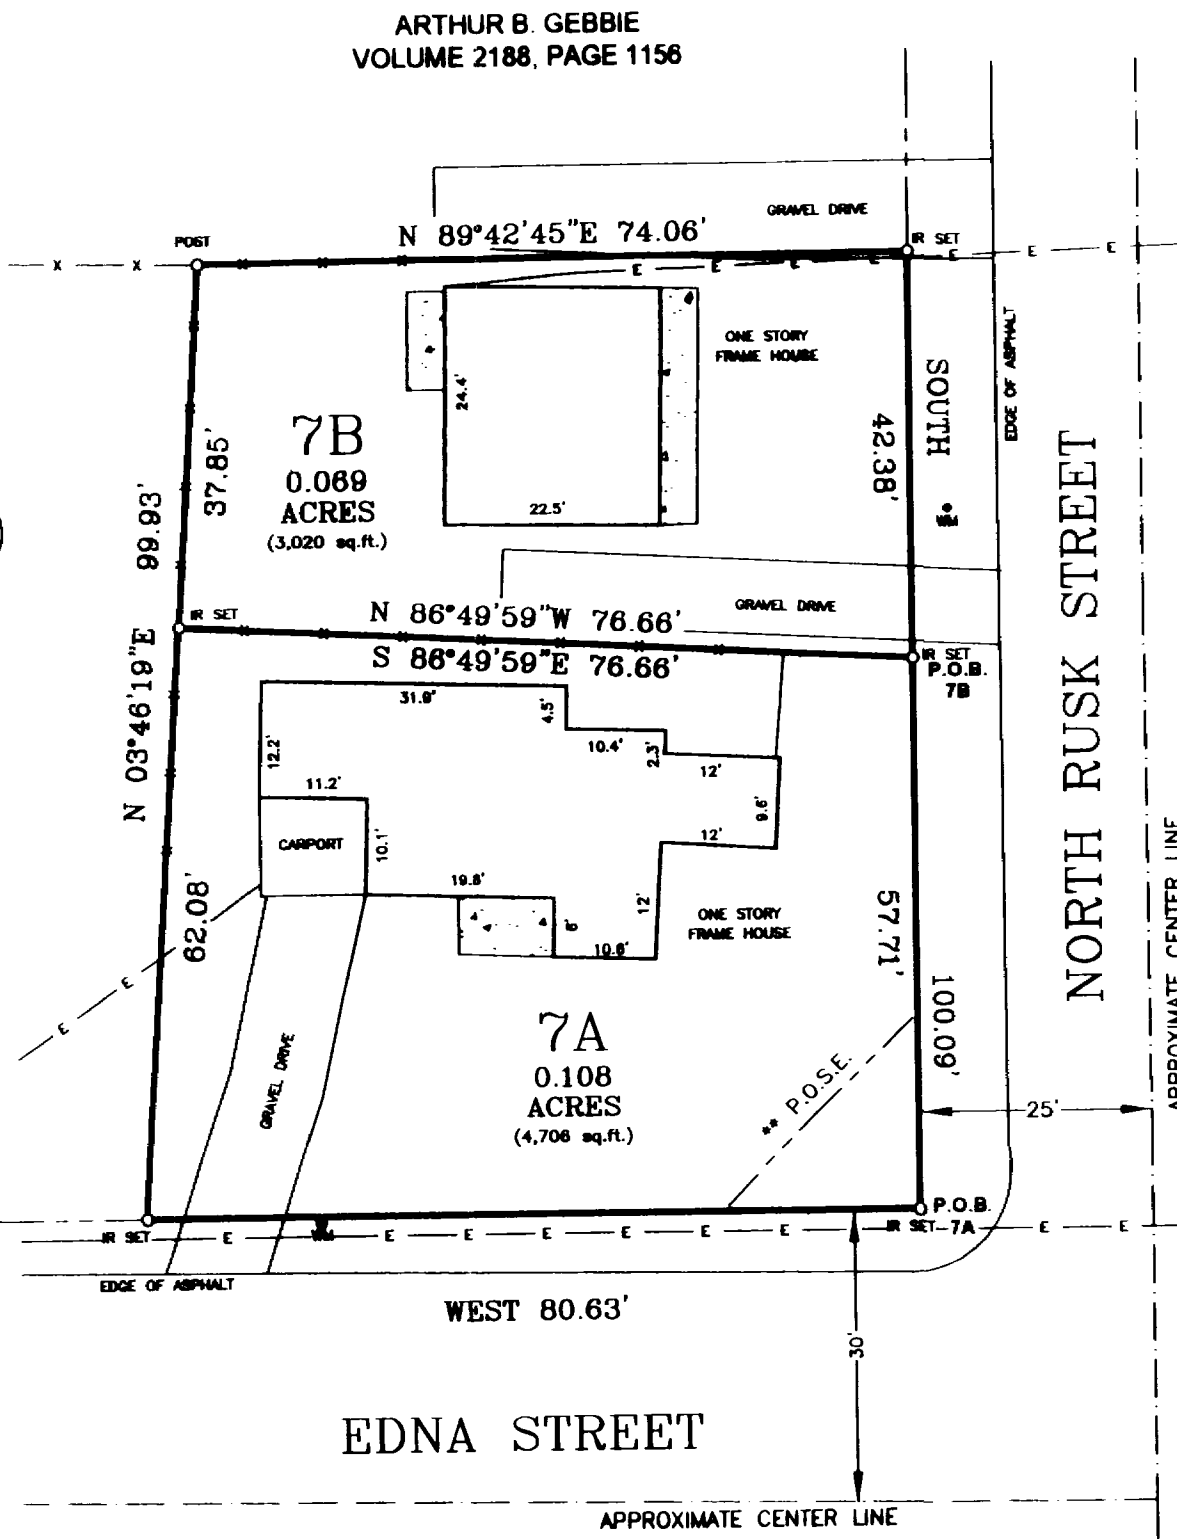 ARTHUR B. GEBBIE
VOLUME 2188, PAGE 1156
GRAVEL DRIVE
POST
N 89°42'45"E 74.06'
IR SET
E
E
X
X
E
E
E
E
E
ONE STORY
FRAME HOUSE
EDGE OF ASPHALT
SOUTH
24.4'
42.38'
7B
0.069
ACRES
(3,020 sq.ft.)
37.85'
99.93'
22.5'
WM
NORTH RUSK STREET
GRAVEL DRIVE
IR SET
N 86°49'59"W 76.66'
S 86°49'59"E 76.66'
IR SET
P.O.B.
7B
N 03°46'19"E
31.9'
4.5'
12.2'
10.4'
2.3'
12'
11.2'
9.6'
CARPORT
10.1'
12'
19.8'
62.08'
12'
ONE STORY
FRAME HOUSE
6'
10.6'
57.71'
100.09'
APPROXIMATE CENTER LINE
E
E
7A
0.108
ACRES
(4,706 sq.ft.)
GRAVEL DRIVE
** P.O.S.E.
25'
P.O.B.
7A
IR SET
IR SET
E
WM
E
E
E
E
E
E
E
E
EDGE OF ASPHALT
WEST 80.63'
30'
EDNA STREET
APPROXIMATE CENTER LINE